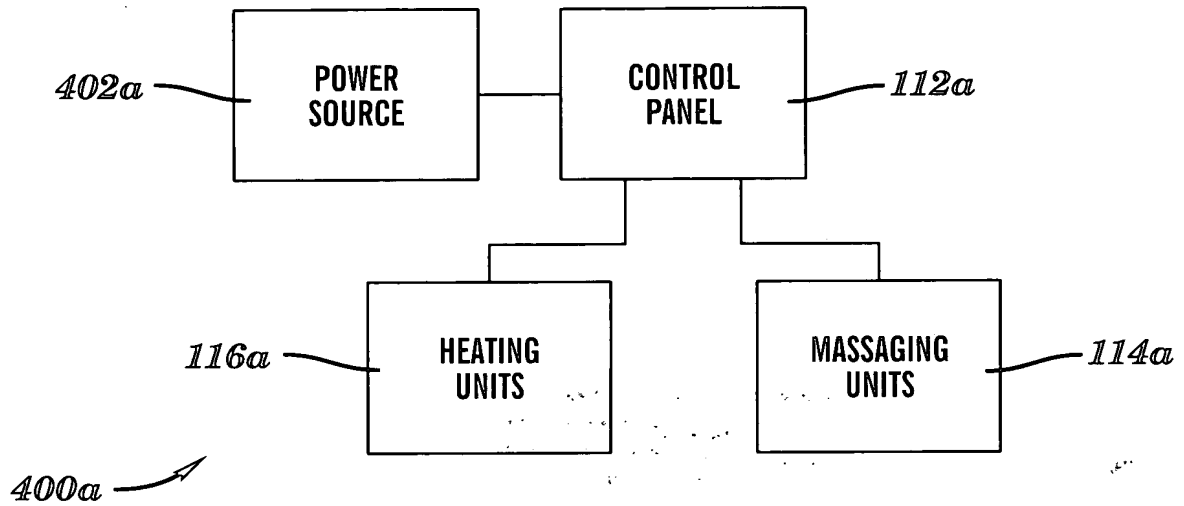 402a
POWER
SOURCE
CONTROL
PANEL
112a
116a
HEATING
UNITS
MASSAGING
UNITS
114a
400a